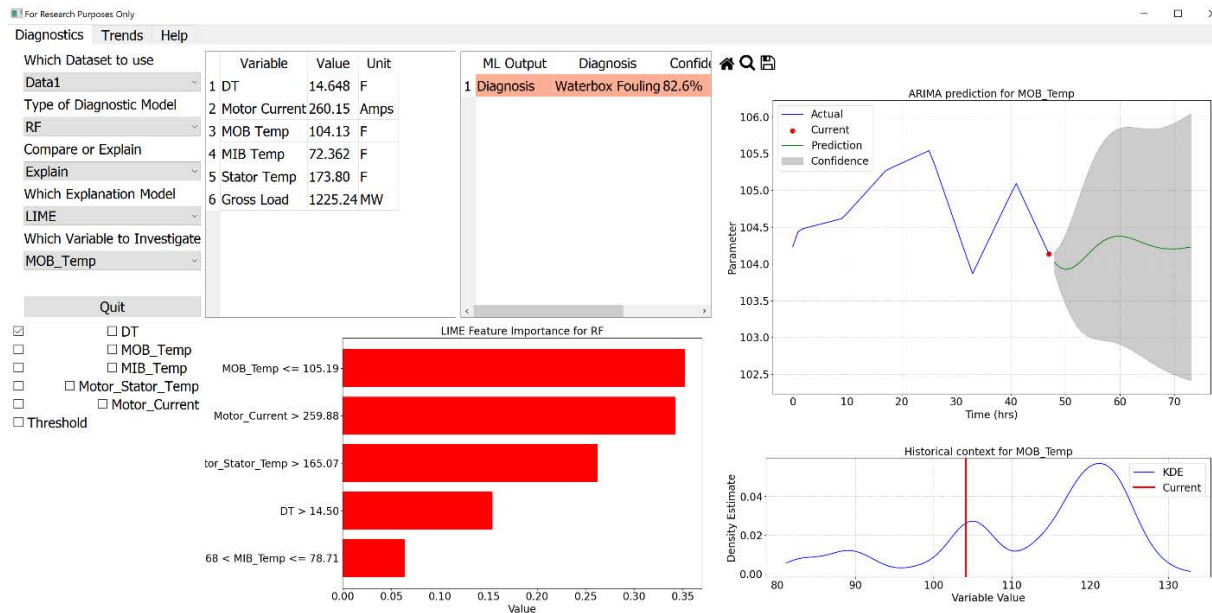 For Research Purposes Only
Diagnostics Trends Help
Which Dataset to use
Data1
Type of Diagnostic Model
RF
Compare or Explain
Explain
Which Explanation Model
LIME
Which Variable to Investigate
MOB_Temp
Quit
DT
MOB_Temp
MIB_Temp
Motor_Stator_Temp
Motor_Current
Threshold
Variable Value Unit
1 DT 14.648 F
2 Motor Current 260.15 Amps
3 MOB Temp 104.13 F
4 MIB Temp 72.362 F
5 Stator Temp 173.80 F
6 Gross Load 1225.24 MW
ML Output Diagnosis Confide
1 Diagnosis Waterbox Fouling 82.6%
LIME Feature Importance for RF
MOB_Temp <= 105.19
Motor_Current > 259.88
tor_Stator_Temp > 165.07
DT > 14.50
68 < MIB_Temp <= 78.71
0.00 0.05 0.10 0.15 0.20 0.25 0.30 0.35
Value
ARIMA prediction for MOB_Temp
Actual
Current
Prediction
Confidence
106.0
105.5
105.0
104.5
104.0
103.5
103.0
102.5
Parameter
0 10 20 30 40 50 60 70
Time (hrs)
Historical context for MOB_Temp
KDE
Current
0.04
0.02
0.00
Density Estimate
80 90 100 110 120 130
Variable Value